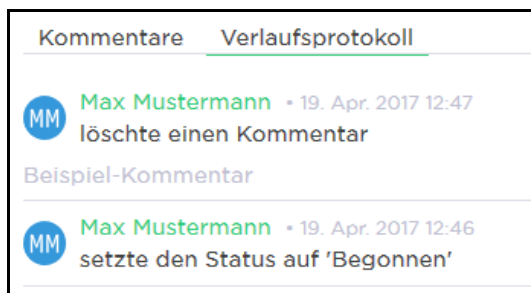 Kommentare Verlaufsprotokoll
MM Max Mustermann • 19. Apr. 2017 12:47
löschte einen Kommentar
Beispiel-Kommentar
MM Max Mustermann • 19. Apr. 2017 12:46
setzte den Status auf 'Begonnen'